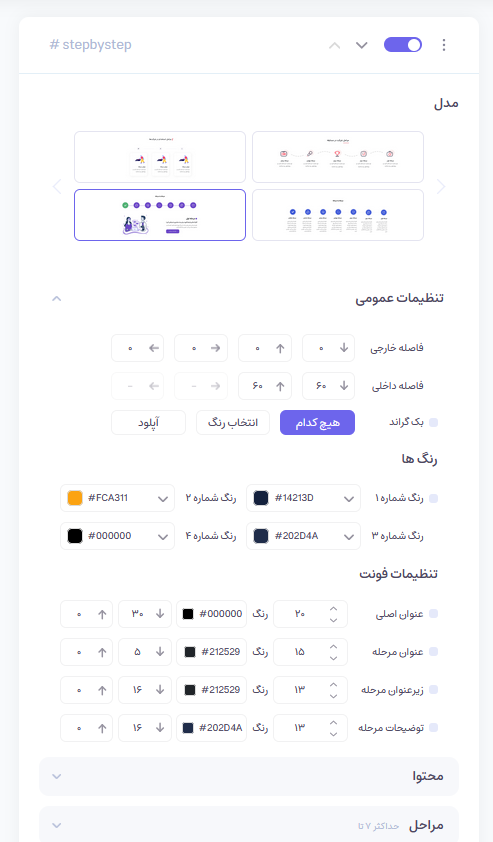 # stepbystep
مدل
تنظیمات عمومی
فاصله خارجی ۰ ۰ ۰ ۰
فاصله داخلی ۶۰ ۶۰ - -
بک گراند هیچ کدام انتخاب رنگ آپلود
رنگ ها
رنگ شماره ۱ #14213D رنگ شماره ۲ #FCA311
رنگ شماره ۳ #202D4A رنگ شماره ۴ #000000
تنظیمات فونت
عنوان اصلی ۲۰ رنگ #000000 ۳۰ ۰
عنوان مرحله ۱۵ رنگ #212529 ۵ ۰
زیرعنوان مرحله ۱۳ رنگ #212529 ۱۶ ۰
توضیحات مرحله ۱۳ رنگ #202D4A ۱۶ ۰
محتوا
مراحل حداکثر ۷ تا